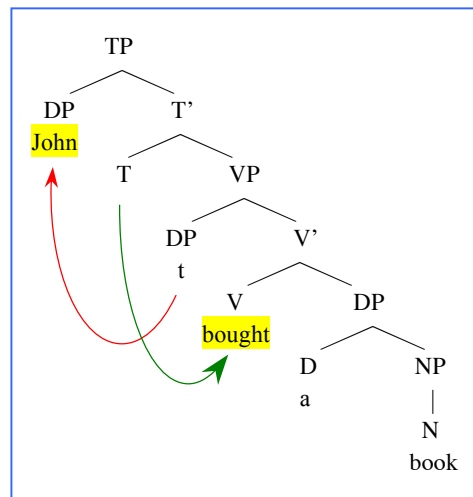 TP
DP T’
John
T VP
DP V’
t
V DP
bought
D NP
a
N
book